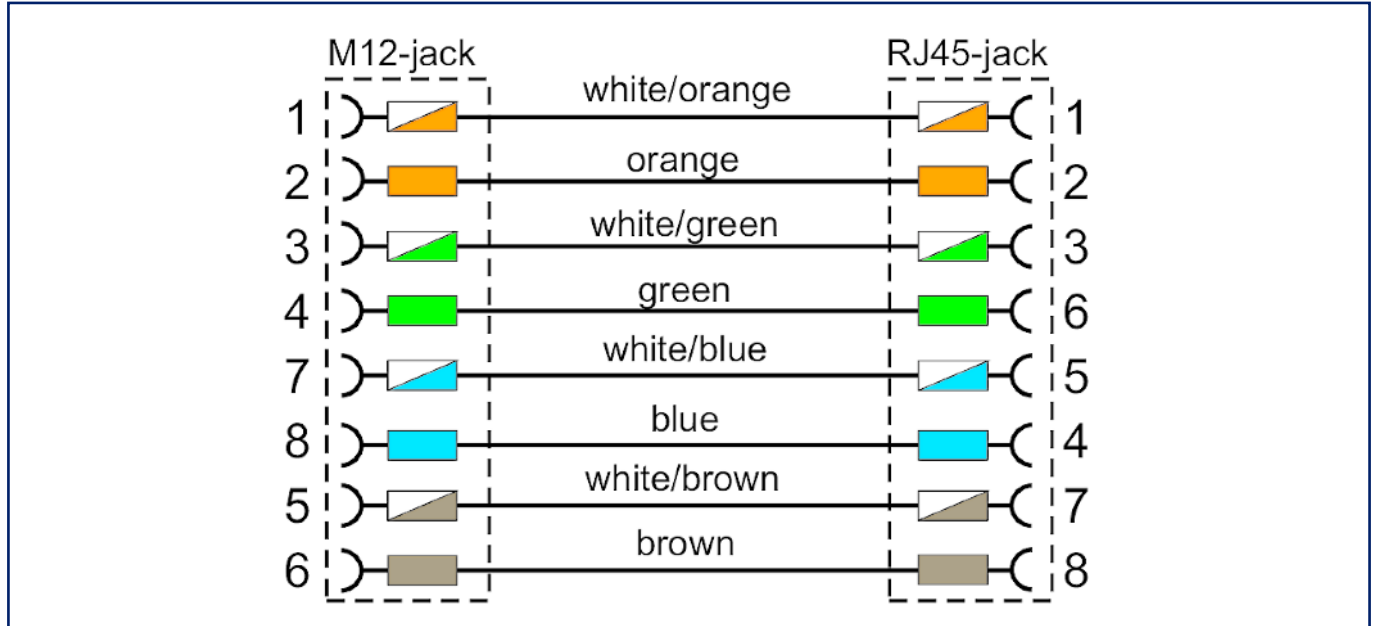 M12-jack RJ45-jack
1 white/orange 1
2 orange 2
3 white/green 3
4 green 6
7 white/blue 5
8 blue 4
5 white/brown 7
6 brown 8